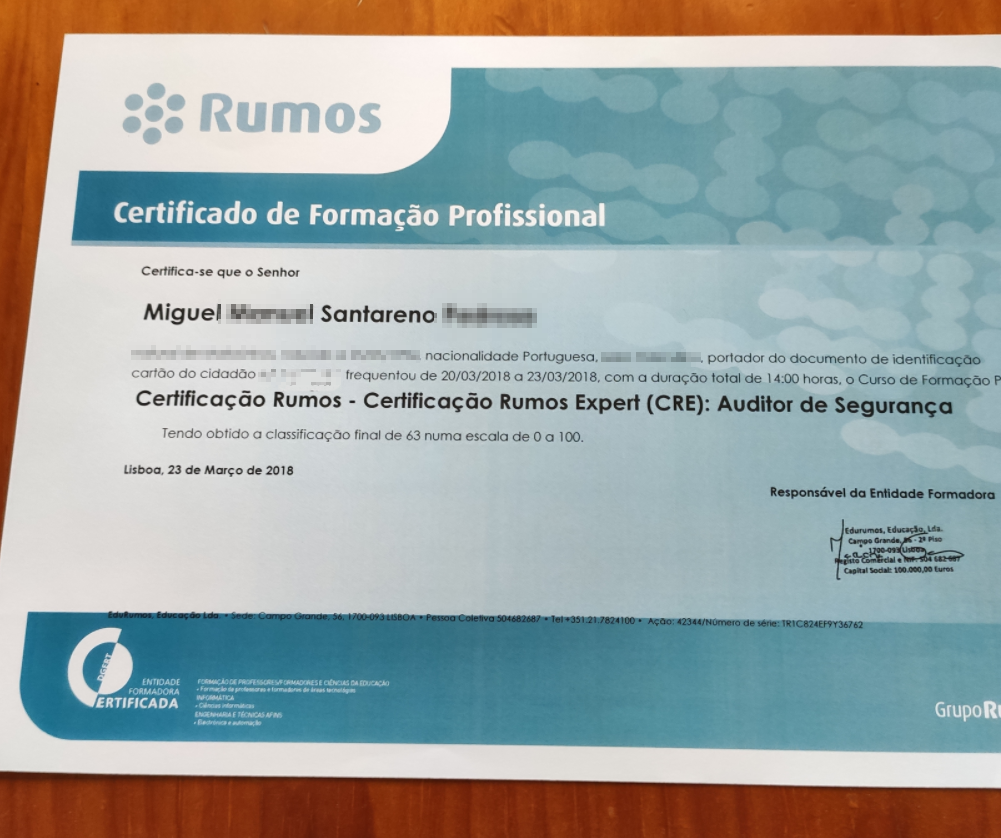 Rumos
Certificado de Formação Profissional
Certifica-se que o Senhor
Miguel Santareno
nacionalidade Portuguesa, , portador do documento de identificação
cartão do cidadão frequentou de 20/03/2018 a 23/03/2018, com a duração total de 14:00 horas, o Curso de Formação P
Certificação Rumos - Certificação Rumos Expert (CRE): Auditor de Segurança
Tendo obtido a classificação final de 63 numa escala de 0 a 100.
Lisboa, 23 de Março de 2018
Responsável da Entidade Formadora
Edurumos, Educação, Lda.
Campo Grande, 56 - 2º Piso
1700-093 Lisboa
Registo Comercial e NIF: 504 682 687
Capital Social: 100.000,00 Euros
EduRumos, Educação Lda. • Sede: Campo Grande, 56, 1700-093 LISBOA • Pessoa Coletiva 504682687 • Tel +351.21.7824100 • Ação: 42344/Número de série: 1R1C824EF9Y36762
DGERT
ENTIDADE
FORMADORA
CERTIFICADA
FORMAÇÃO DE PROFESSORES/FORMADORES E CIÊNCIAS DA EDUCAÇÃO
• Formação de professores e formadores de áreas tecnológicas
INFORMÁTICA
• Ciências informáticas
ENGENHARIA E TÉCNICAS AFINS
• Electrónica e automação
GrupoRu